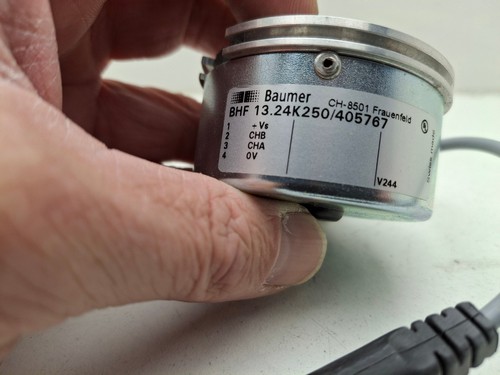 Baumer CH-8501 Frauenfeld
BHF 13.24K250/405767
1 +Vs
2 CHB
3 CHA
4 0V
V244